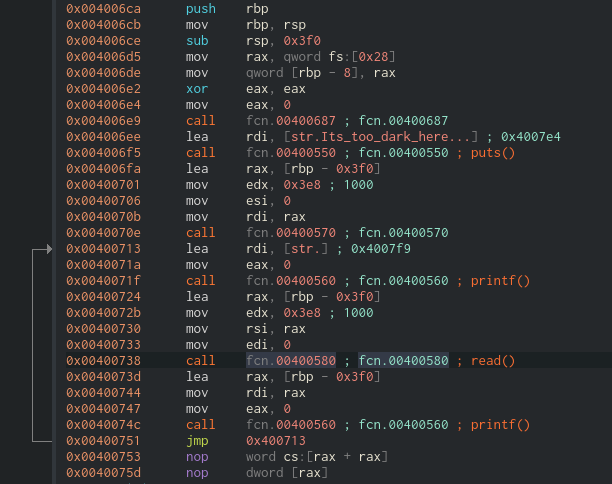 0x004006ca push rbp
0x004006cb mov rbp, rsp
0x004006ce sub rsp, 0x3f0
0x004006d5 mov rax, qword fs:[0x28]
0x004006de mov qword [rbp - 8], rax
0x004006e2 xor eax, eax
0x004006e4 mov eax, 0
0x004006e9 call fcn.00400687 ; fcn.00400687
0x004006ee lea rdi, [str.Its_too_dark_here...] ; 0x4007e4
0x004006f5 call fcn.00400550 ; fcn.00400550 ; puts()
0x004006fa lea rax, [rbp - 0x3f0]
0x00400701 mov edx, 0x3e8 ; 1000
0x00400706 mov esi, 0
0x0040070b mov rdi, rax
0x0040070e call fcn.00400570 ; fcn.00400570
0x00400713 lea rdi, [str.] ; 0x4007f9
0x0040071a mov eax, 0
0x0040071f call fcn.00400560 ; fcn.00400560 ; printf()
0x00400724 lea rax, [rbp - 0x3f0]
0x0040072b mov edx, 0x3e8 ; 1000
0x00400730 mov rsi, rax
0x00400733 mov edi, 0
0x00400738 call fcn.00400580 ; fcn.00400580 ; read()
0x0040073d lea rax, [rbp - 0x3f0]
0x00400744 mov rdi, rax
0x00400747 mov eax, 0
0x0040074c call fcn.00400560 ; fcn.00400560 ; printf()
0x00400751 jmp 0x400713
0x00400753 nop word cs:[rax + rax]
0x0040075d nop dword [rax]